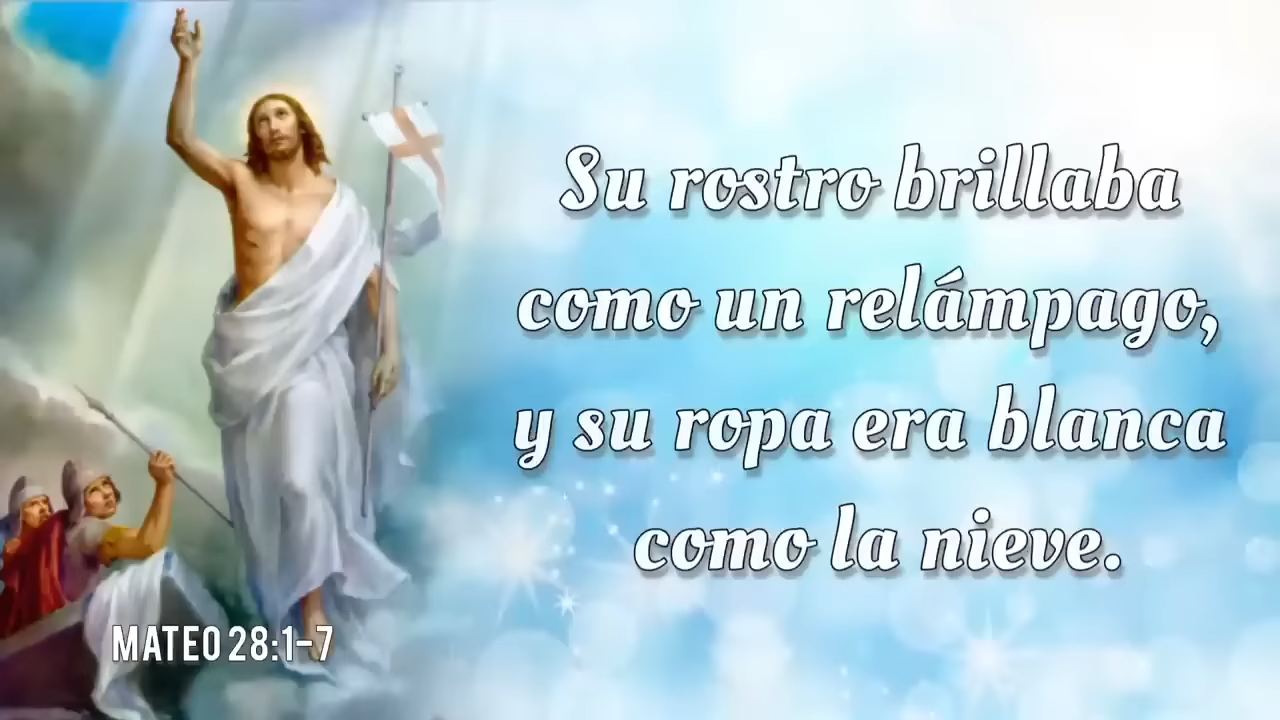 Su rostro brillaba
como un relámpago,
y su ropa era blanca
como la nieve.
MATEO 28:1-7